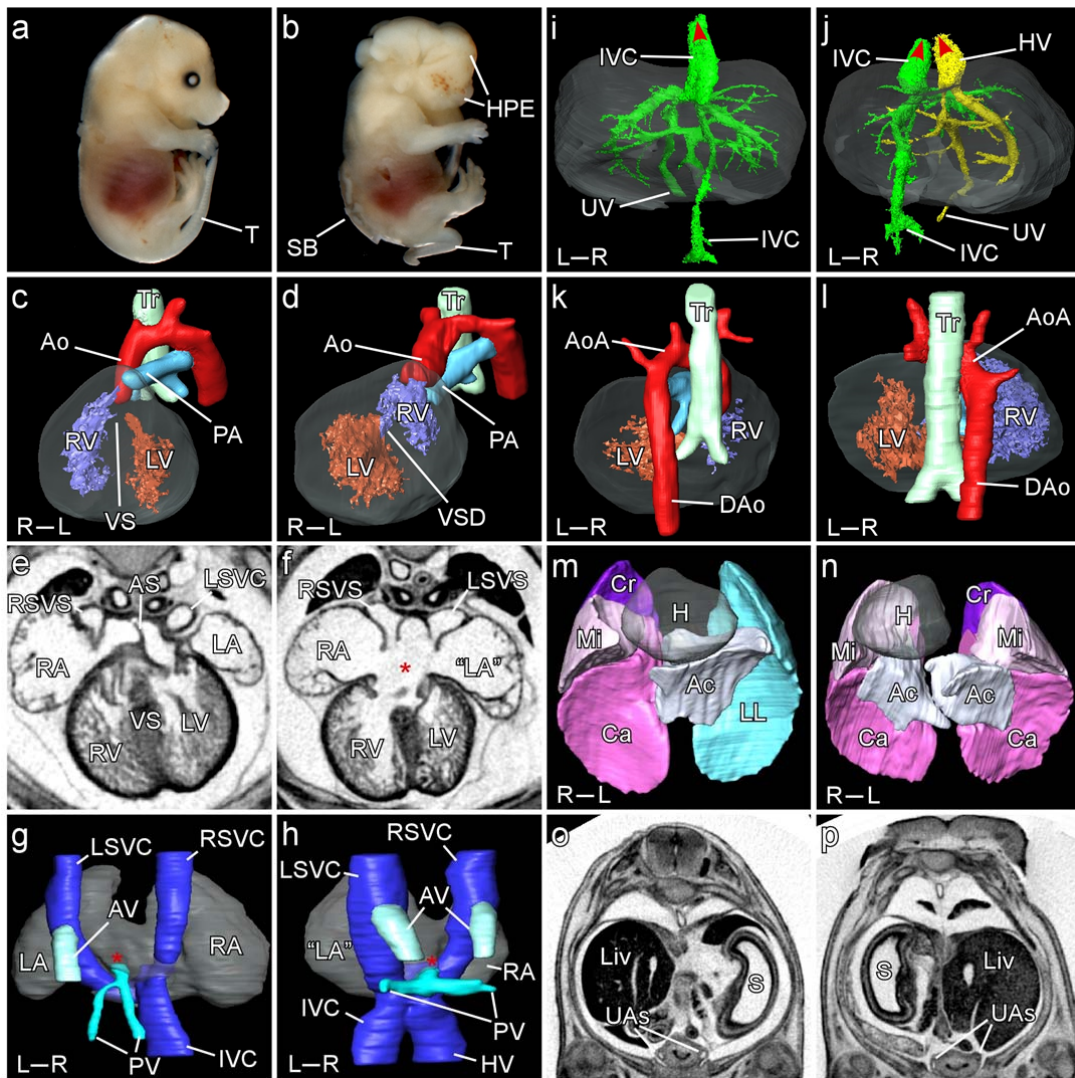 a
T
b
HPE
SB
T
c
Tr
Ao
PA
RV
LV
VS
R–L
d
Tr
Ao
RV
PA
LV
VSD
R–L
e
AS
LSVC
RSVS
LA
RA
VS
LV
RV
f
RSVS
LSVS
RA
*
“LA”
RV
LV
g
LSVC
RSVC
AV
LA
*
RA
PV
IVC
L–R
h
RSVC
LSVC
AV
“LA”
*
RA
PV
IVC
HV
L–R
i
IVC
UV
IVC
L–R
j
IVC
HV
UV
IVC
L–R
k
Tr
AoA
RV
LV
DAo
L–R
l
Tr
AoA
RV
LV
DAo
L–R
m
Cr
H
Mi
Ac
LL
Ca
R–L
n
Cr
H
Mi
Mi
Ac
Ac
Ca
Ca
R–L
o
Liv
S
UAs
p
S
Liv
UAs